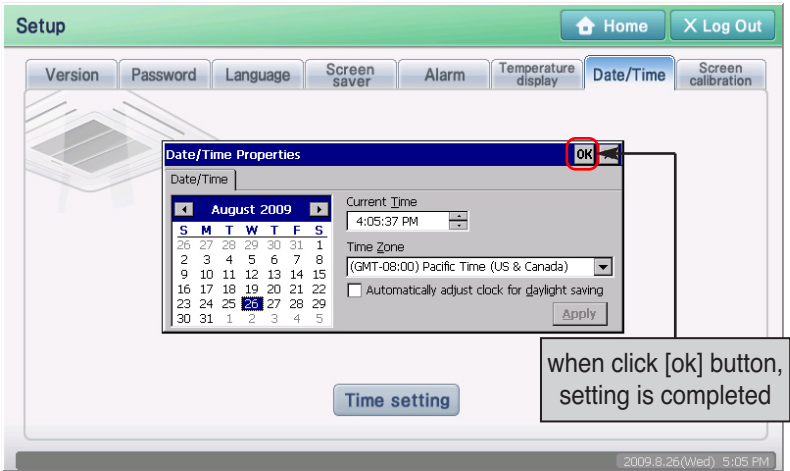 Setup
Home
X Log Out
Version
Password
Language
Screen
saver
Alarm
Temperature
display
Date/Time
Screen
calibration
Date/Time Properties
OK
Date/Time
August 2009
S M T W T F S
26 27 28 29 30 31 1
2 3 4 5 6 7 8
9 10 11 12 13 14 15
16 17 18 19 20 21 22
23 24 25 26 27 28 29
30 31 1 2 3 4 5
Current Time
4:05:37 PM
Time Zone
(GMT-08:00) Pacific Time (US & Canada)
Automatically adjust clock for daylight saving
Apply
when click [ok] button,
setting is completed
Time setting
2009.8.26(Wed) 5:05 PM